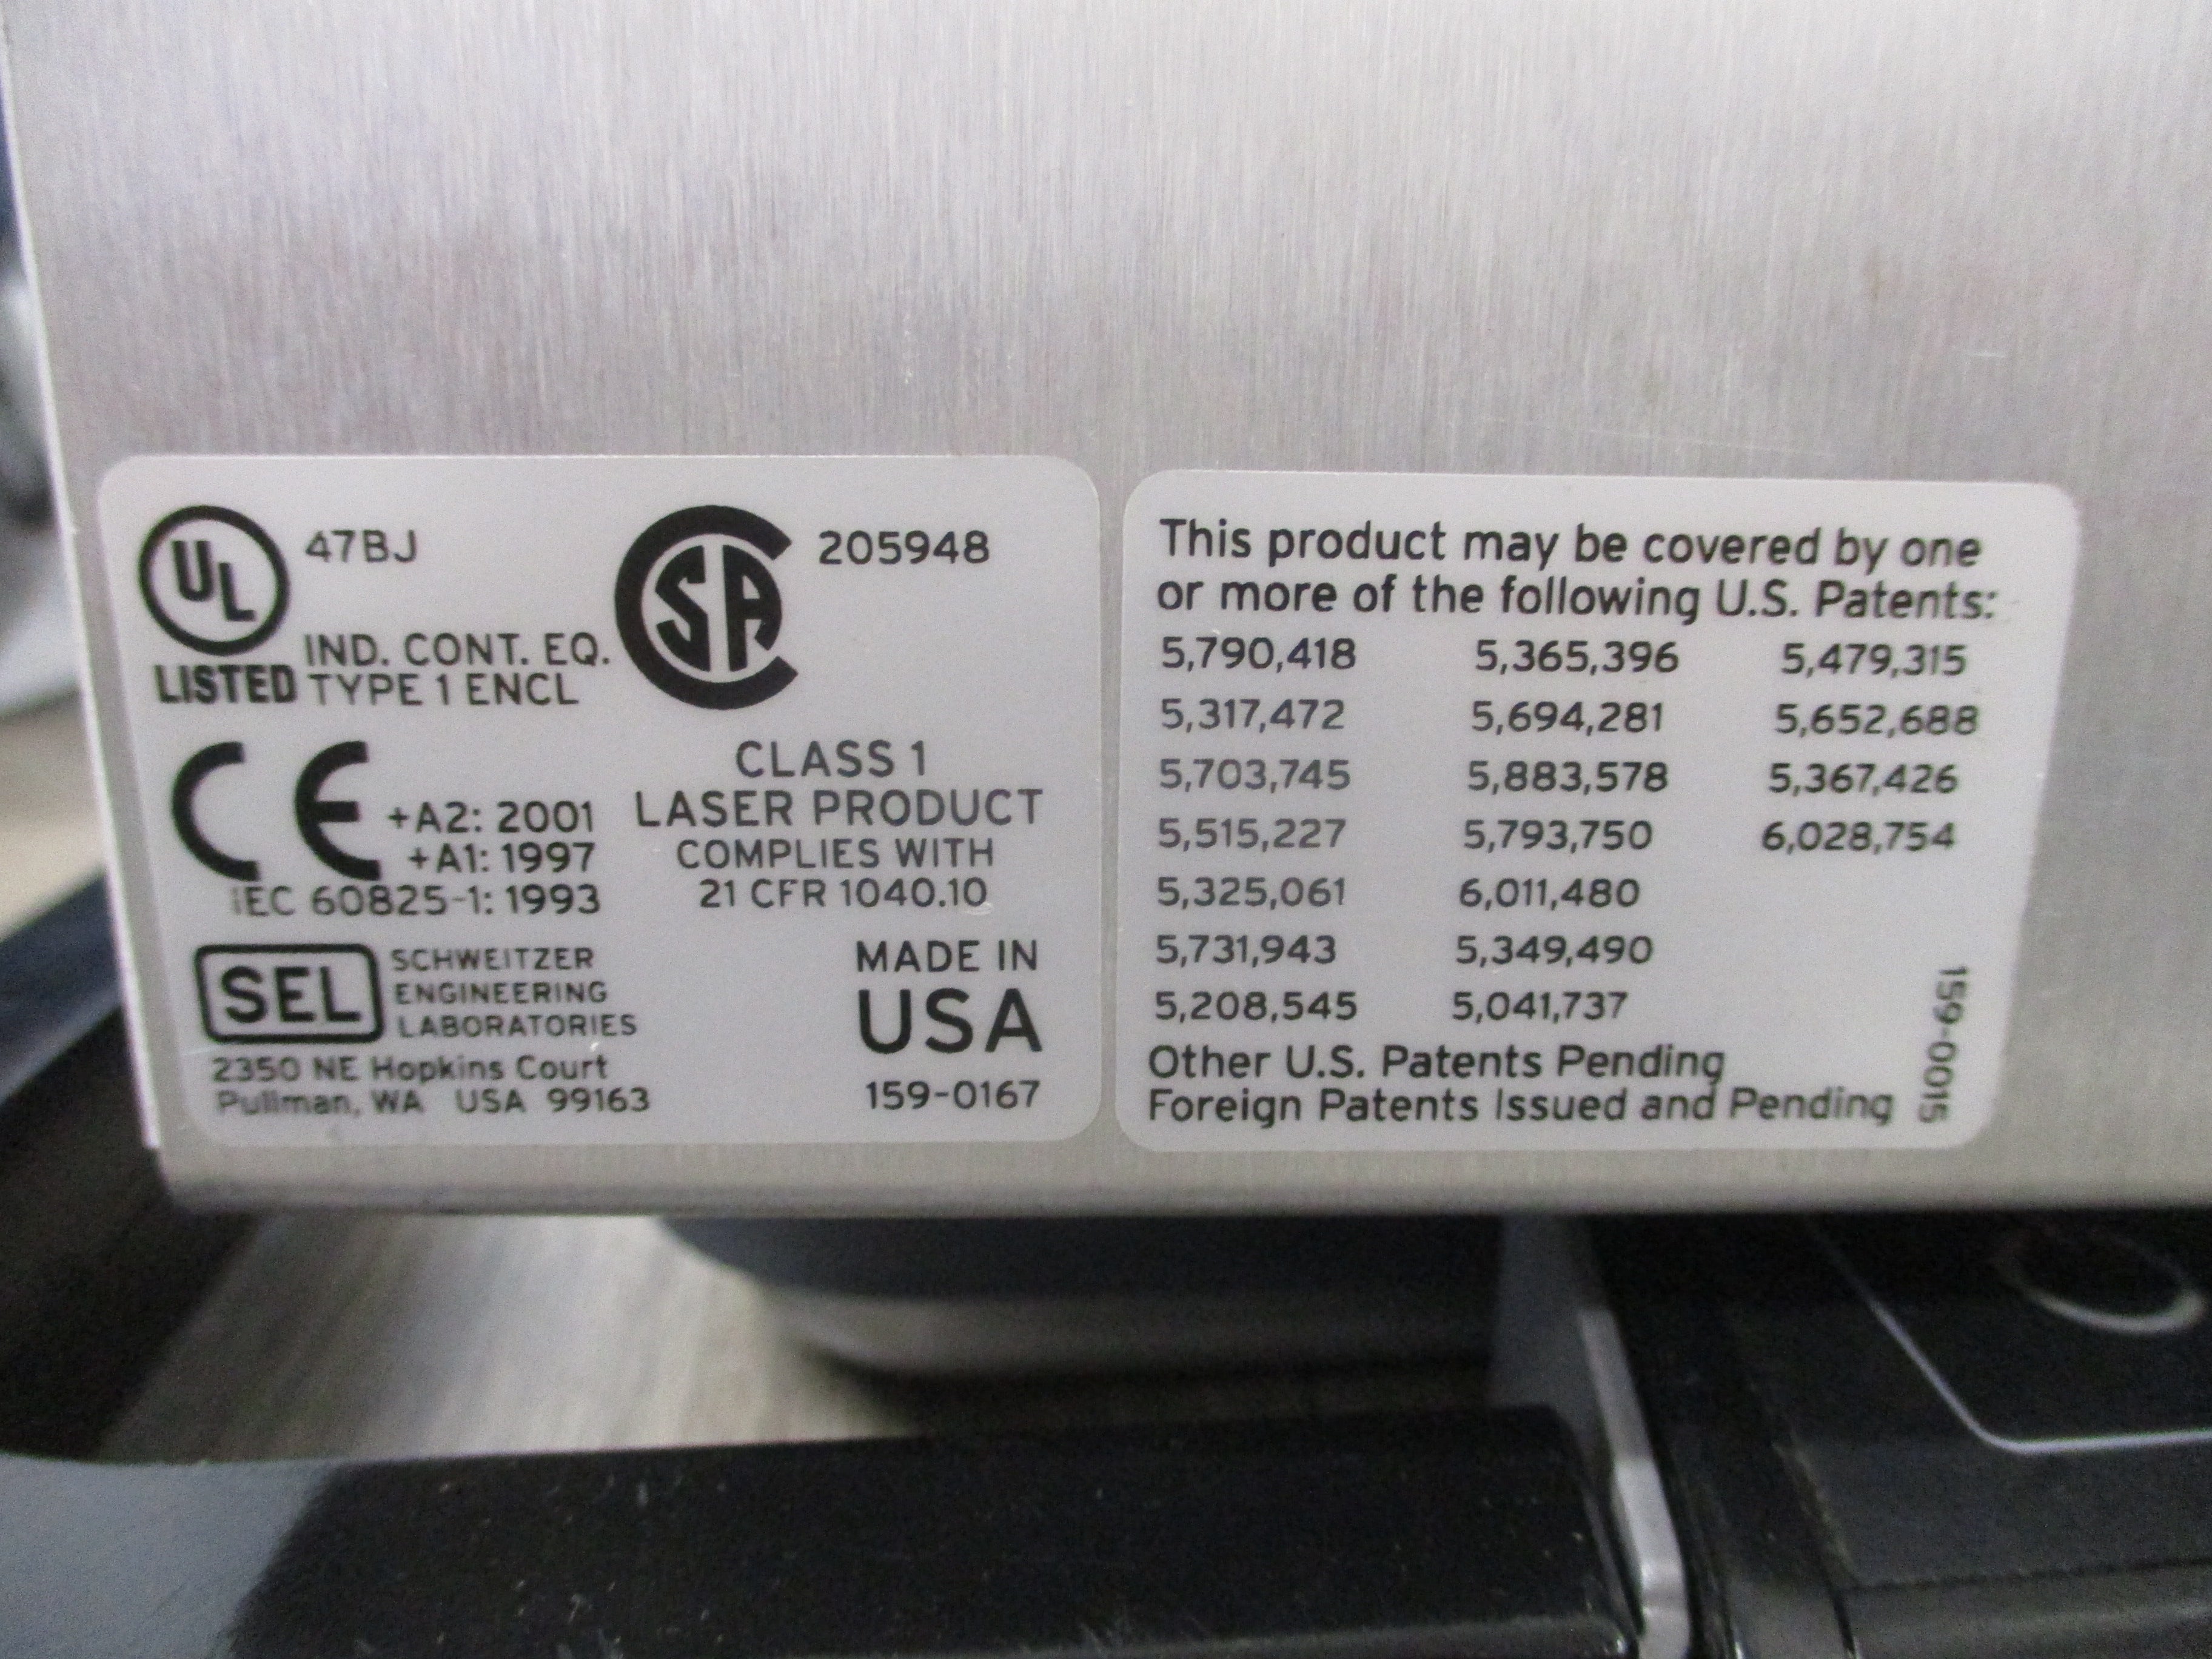 UL
LISTED
47BJ
IND. CONT. EQ.
TYPE 1 ENCL
SA
205948
CE
+A2: 2001
+A1: 1997
IEC 60825-1: 1993
CLASS 1
LASER PRODUCT
COMPLIES WITH
21 CFR 1040.10
SEL
SCHWEITZER
ENGINEERING
LABORATORIES
2350 NE Hopkins Court
Pullman, WA USA 99163
MADE IN
USA
159-0167
This product may be covered by one
or more of the following U.S. Patents:
5,790,418 5,365,396 5,479,315
5,317,472 5,694,281 5,652,688
5,703,745 5,883,578 5,367,426
5,515,227 5,793,750 6,028,754
5,325,061 6,011,480
5,731,943 5,349,490
5,208,545 5,041,737
Other U.S. Patents Pending
Foreign Patents Issued and Pending
159-0015